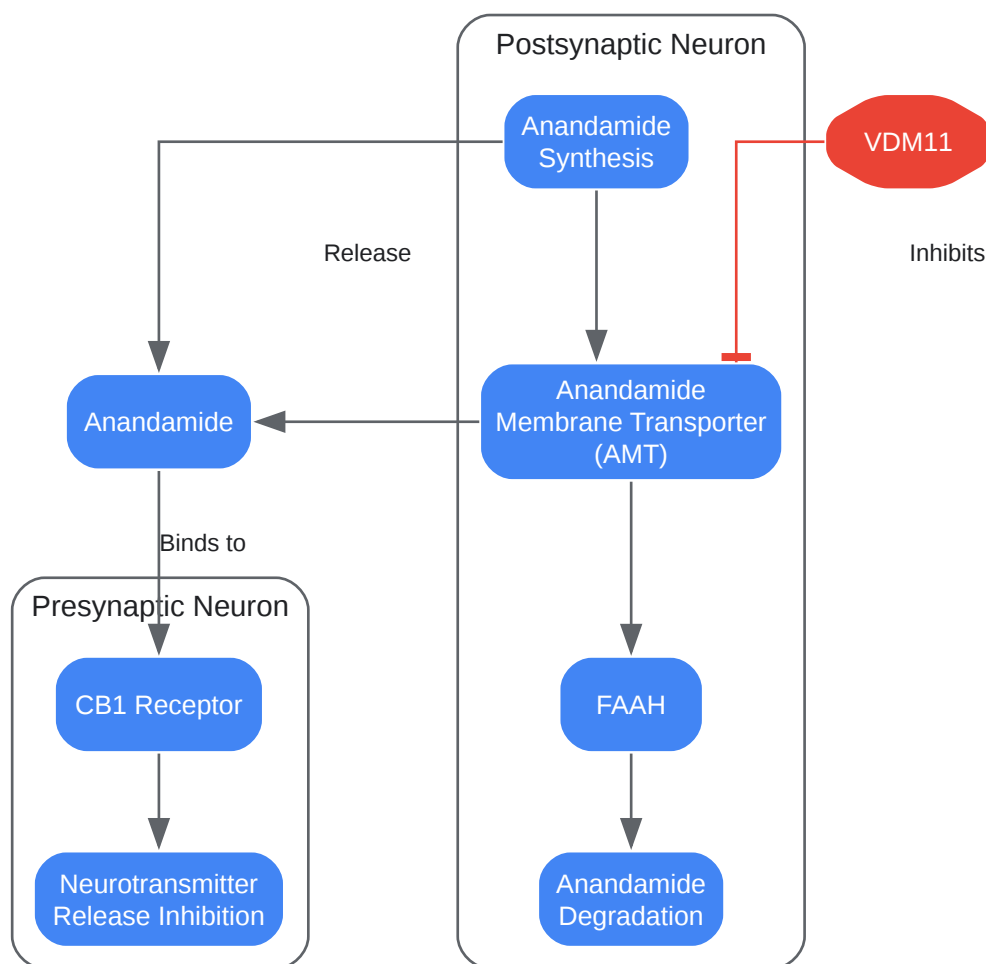 Postsynaptic Neuron
Anandamide
Synthesis
VDM11
Release
Inhibits
Anandamide
Anandamide
Membrane Transporter
(AMT)
Binds to
Presynaptic Neuron
CB1 Receptor
FAAH
Neurotransmitter
Release Inhibition
Anandamide
Degradation